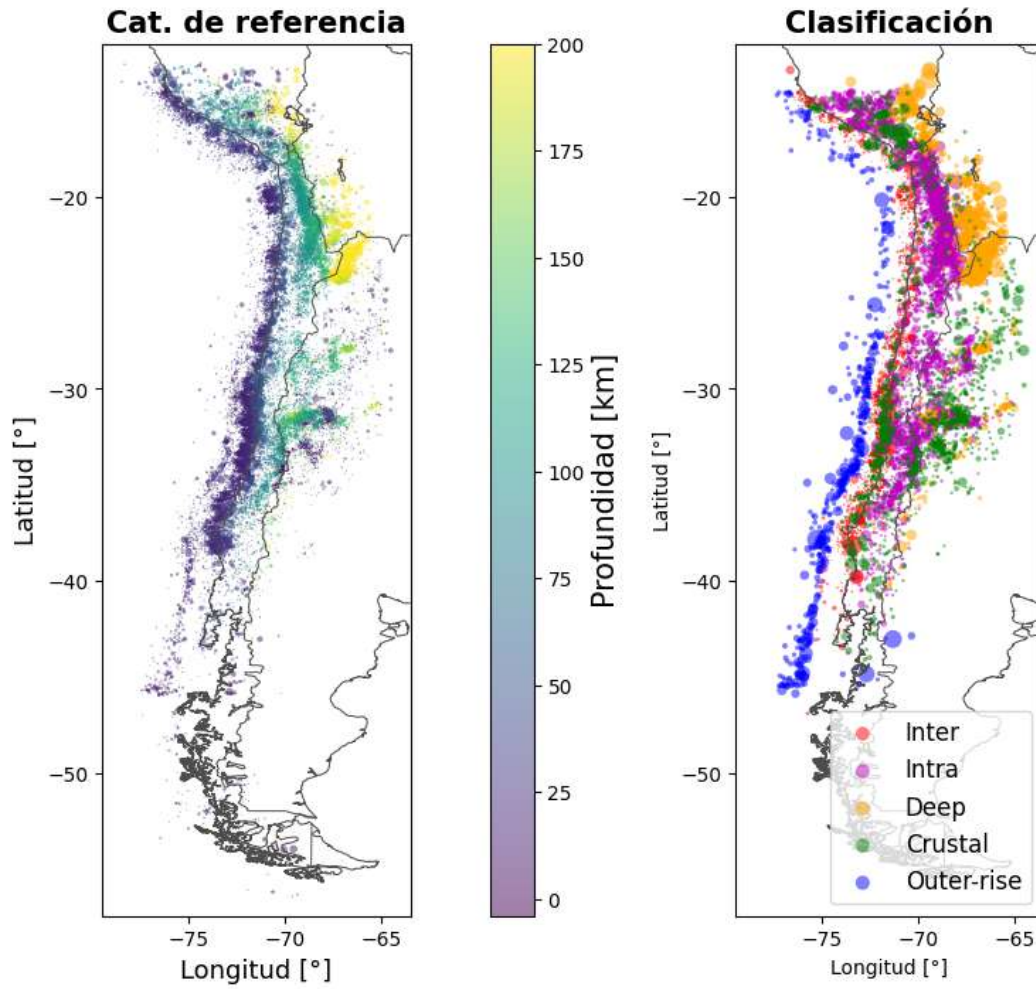 Cat. de referencia
Latitud [°]
−20
−30
−40
−50
−75 −70 −65
Longitud [°]
200
175
150
125
100
75
50
25
0
Profundidad [km]
Clasificación
Latitud [°]
−20
−30
−40
−50
−75 −70 −65
Longitud [°]
Inter
Intra
Deep
Crustal
Outer-rise